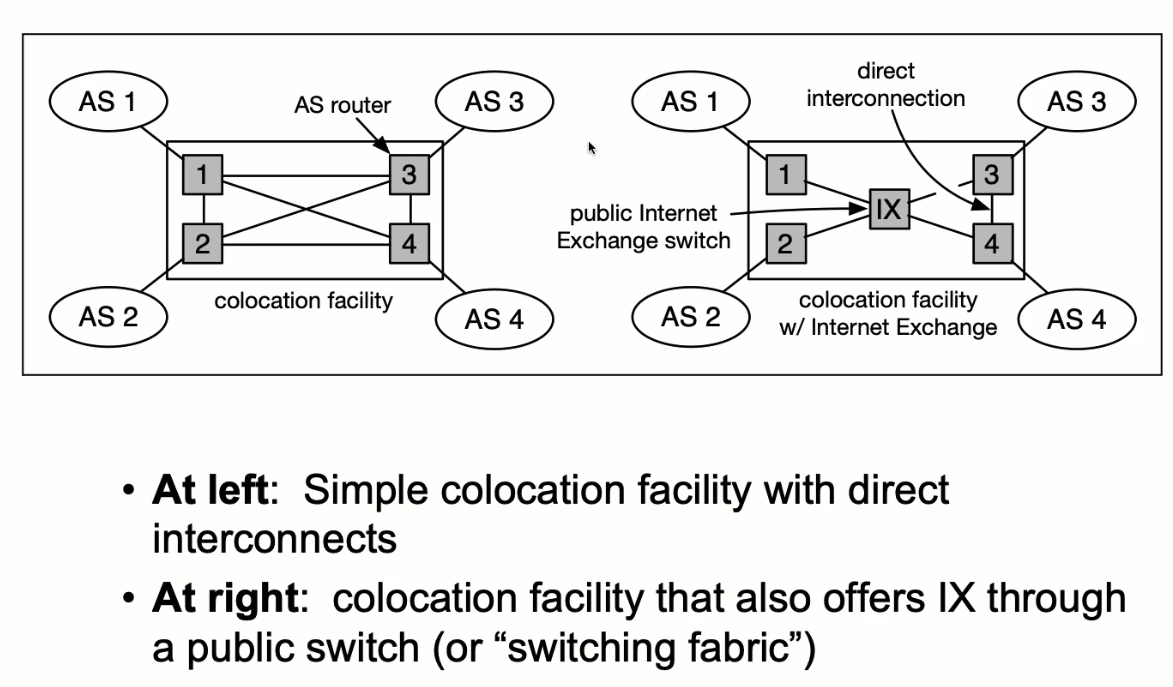 AS 1
AS router
AS 3
1
3
2
4
AS 2
colocation facility
AS 4
AS 1
direct
interconnection
AS 3
1
3
public Internet
Exchange switch
IX
2
4
AS 2
colocation facility
w/ Internet Exchange
AS 4
• At left: Simple colocation facility with direct
interconnects
• At right: colocation facility that also offers IX through
a public switch (or “switching fabric”)